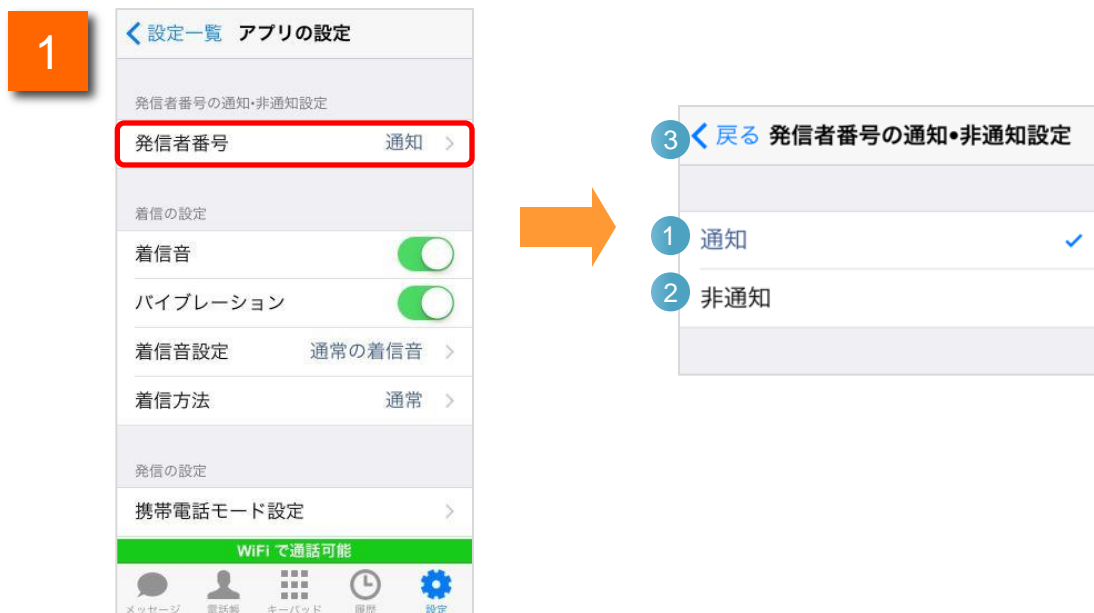 1
設定一覧 アプリの設定
発信者番号の通知・非通知設定
発信者番号 通知
着信の設定
着信音
バイブレーション
着信音設定 通常の着信音
着信方法 通常
発信の設定
携帯電話モード設定
WiFi で通話可能
メッセージ 電話帳 キーパッド 履歴 設定
3 戻る 発信者番号の通知•非通知設定
1 通知
2 非通知